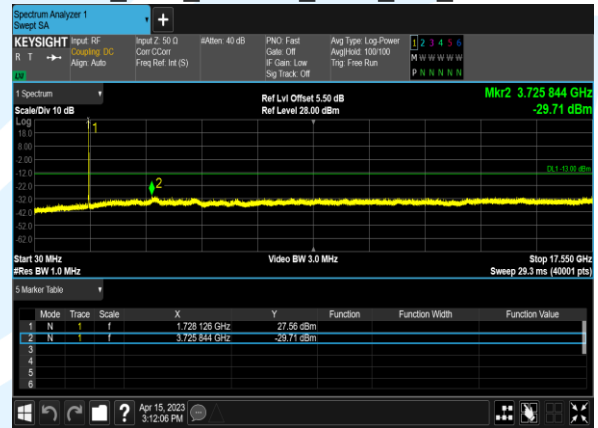 Spectrum Analyzer 1
Swept SA
KEYSIGHT Input: RF Input Z: 50 Ω #Atten: 40 dB PNO: Fast Avg Type: Log-Power 1 2 3 4 5 6
R T Coupling: DC Corr CCorr Gate: Off Avg|Hold: 100/100 M W W W W W
Align: Auto Freq Ref: Int (S) IF Gain: Low Trig: Free Run
LW Sig Track: Off P N N N N N
1 Spectrum Ref Lvl Offset 5.50 dB Mkr2 3.725 844 GHz
Scale/Div 10 dB Ref Level 28.00 dBm -29.71 dBm
Log
1
18.0
8.00
-2.00
DL1 -13.00 dBm
-12.0
2
-22.0
-32.0
-42.0
-52.0
-62.0
Start 30 MHz Video BW 3.0 MHz Stop 17.550 GHz
#Res BW 1.0 MHz Sweep 29.3 ms (40001 pts)
5 Marker Table
Mode Trace Scale X Y Function Function Width Function Value
1 N 1 f 1.728 126 GHz 27.56 dBm
2 N 1 f 3.725 844 GHz -29.71 dBm
3
4
5
6
? Apr 15, 2023
3:12:06 PM